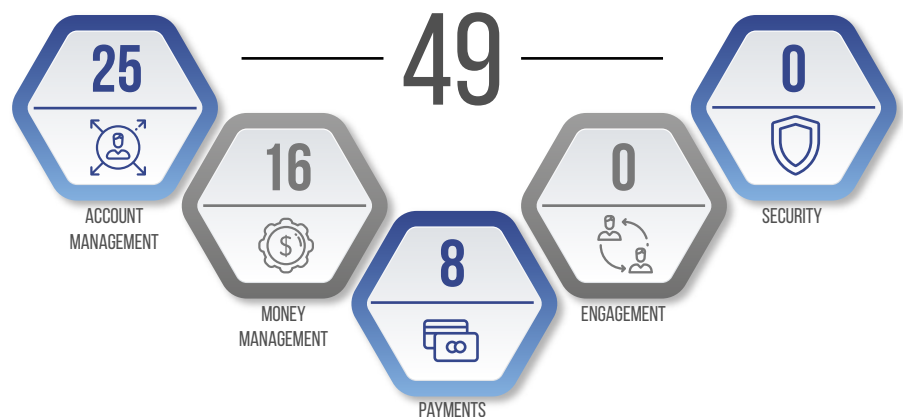 49
25
ACCOUNT
MANAGEMENT
16
$
MONEY
MANAGEMENT
8
PAYMENTS
0
ENGAGEMENT
0
SECURITY